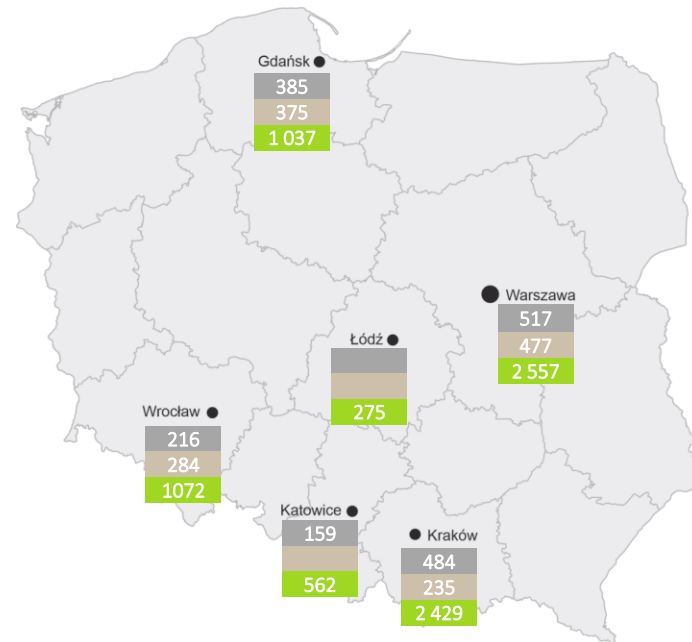 Gdańsk
385
375
1 037
Warszawa
517
477
2 557
Łódź
275
Wrocław
216
284
1072
Katowice
159
562
Kraków
484
235
2 429